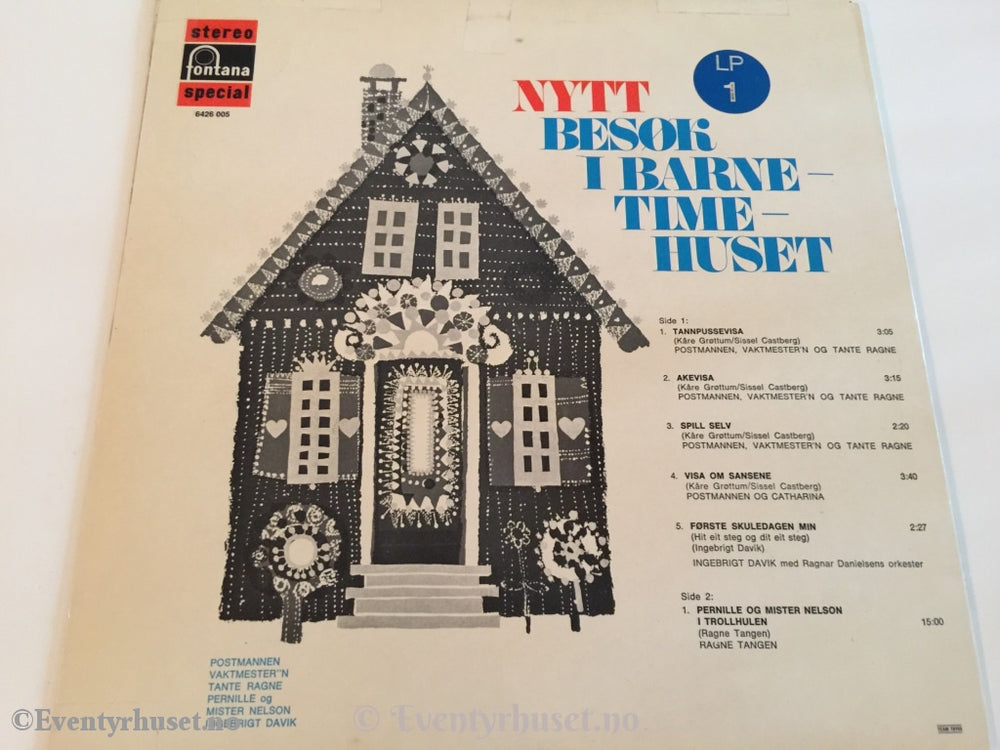 stereo
fontana
special
6426 005
LP
1
NYTT
BESØK
I BARNE–
TIME–
HUSET
Side 1:
1. TANNPUSSEVISA 3:05
(Kåre Grøttum/Sissel Castberg)
POSTMANNEN, VAKTMESTER'N OG TANTE RAGNE
2. AKEVISA 3:15
(Kåre Grøttum/Sissel Castberg)
POSTMANNEN, VAKTMESTER'N OG TANTE RAGNE
3. SPILL SELV 2:20
(Kåre Grøttum/Sissel Castberg)
POSTMANNEN, VAKTMESTER'N OG TANTE RAGNE
4. VISA OM SANSENE 3:40
(Kåre Grøttum/Sissel Castberg)
POSTMANNEN OG CATHARINA
5. FØRSTE SKULEDAGEN MIN 2:27
(Hit eit steg og dit eit steg)
(Ingebrigt Davik)
INGEBRIGT DAVIK med Ragnar Danielsens orkester
Side 2:
1. PERNILLE OG MISTER NELSON
I TROLLHULEN 15:00
(Ragne Tangen)
RAGNE TANGEN
POSTMANNEN
VAKTMESTER"N
TANTE RAGNE
PERNILLE og
MISTER NELSON
INGEBRIGT DAVIK
©Eventyrhuset.no
© Eventyrhuset.no